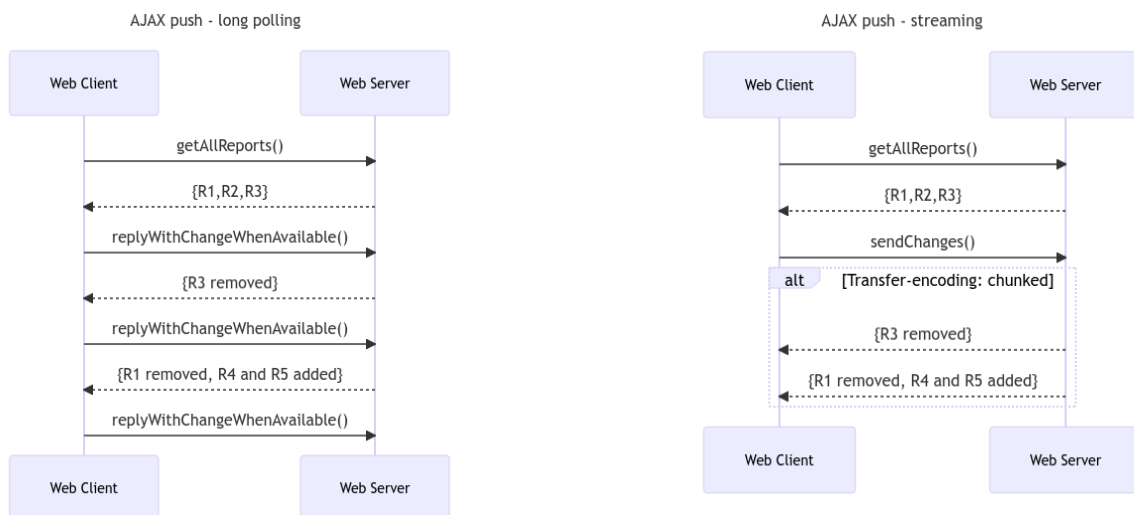 AJAX push - long polling
Web Client
Web Server
getAllReports()
{R1,R2,R3}
replyWithChangeWhenAvailable()
{R3 removed}
replyWithChangeWhenAvailable()
{R1 removed, R4 and R5 added}
replyWithChangeWhenAvailable()
Web Client
Web Server
AJAX push - streaming
Web Client
Web Server
getAllReports()
{R1,R2,R3}
sendChanges()
alt
[Transfer-encoding: chunked]
{R3 removed}
{R1 removed, R4 and R5 added}
Web Client
Web Server